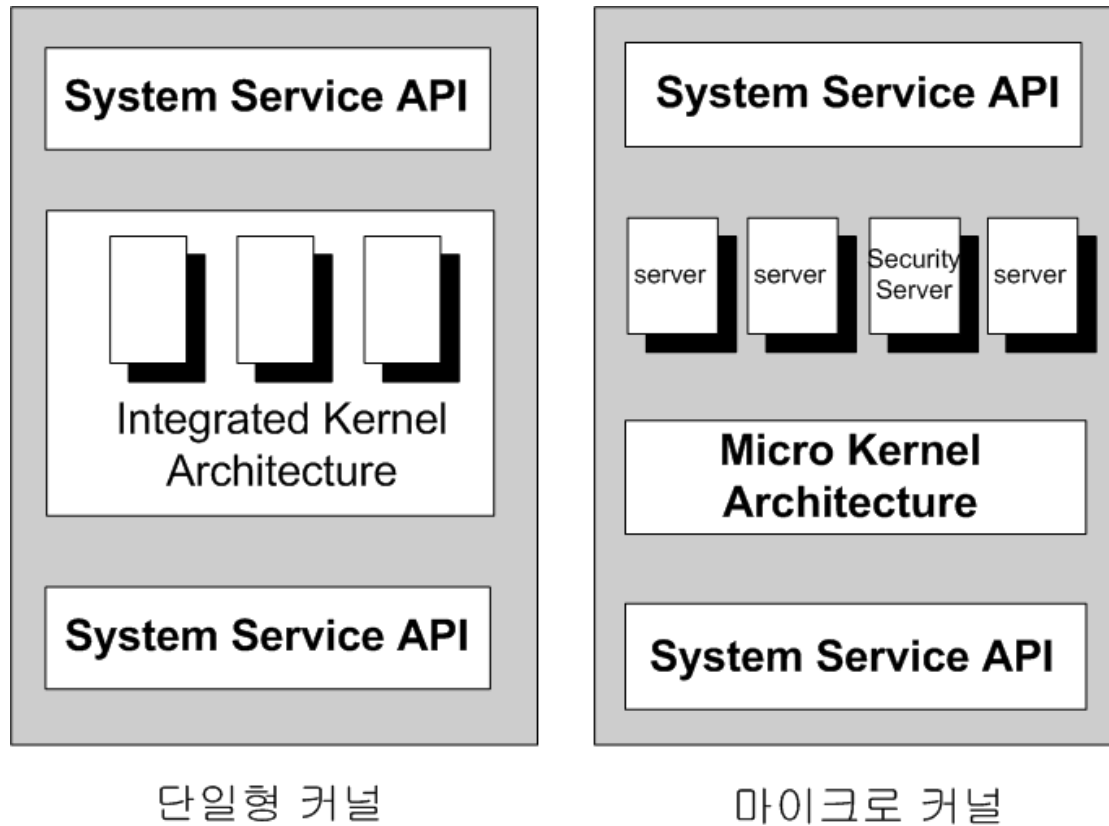 System Service API
Integrated Kernel
Architecture
System Service API
단일형 커널
System Service API
server
server
Security
Server
server
Micro Kernel
Architecture
System Service API
마이크로 커널